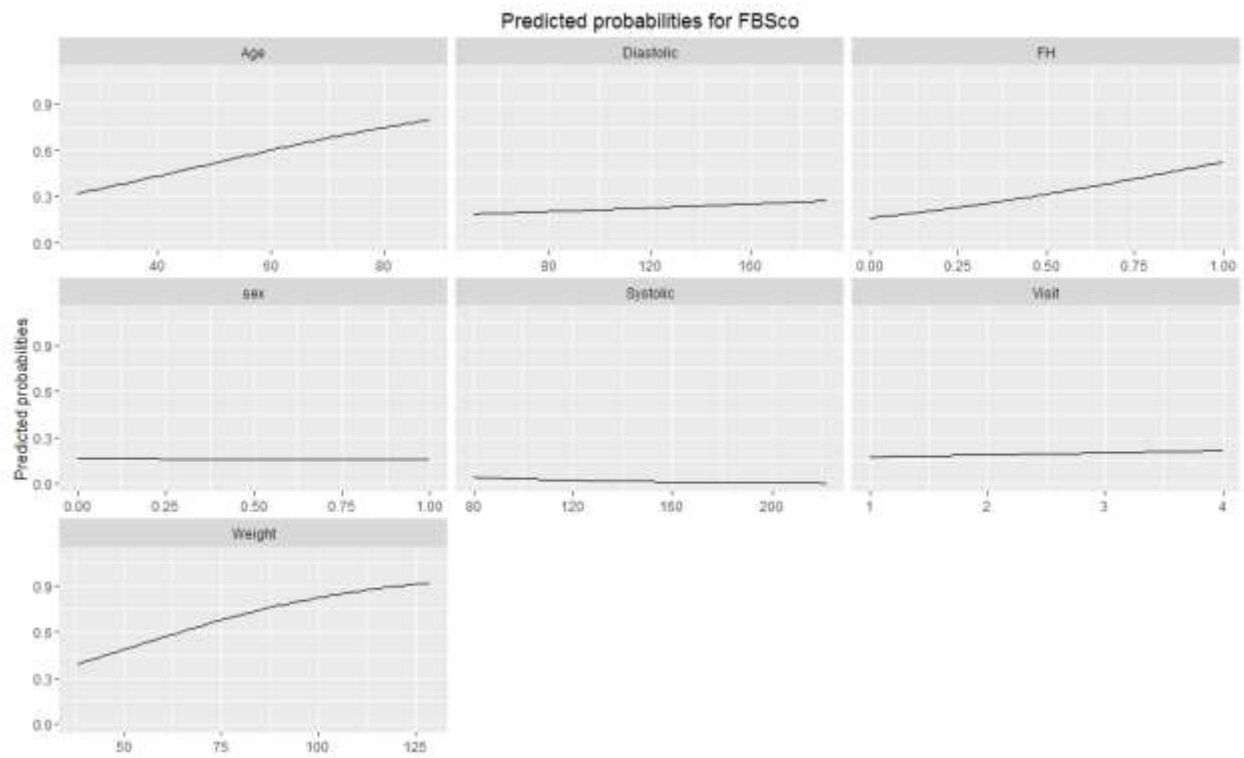 Predicted probabilities for FBSco
Age Diastolic FH
0.9
0.6
0.3
0.0
40 60 80 80 120 160 0.00 0.25 0.50 0.75 1.00
sex Systolic Visit
Predicted probabilities
0.9
0.6
0.3
0.0
0.00 0.25 0.50 0.75 1.00 80 120 160 200 1 2 3 4
Weight
0.9
0.6
0.3
0.0
50 75 100 125